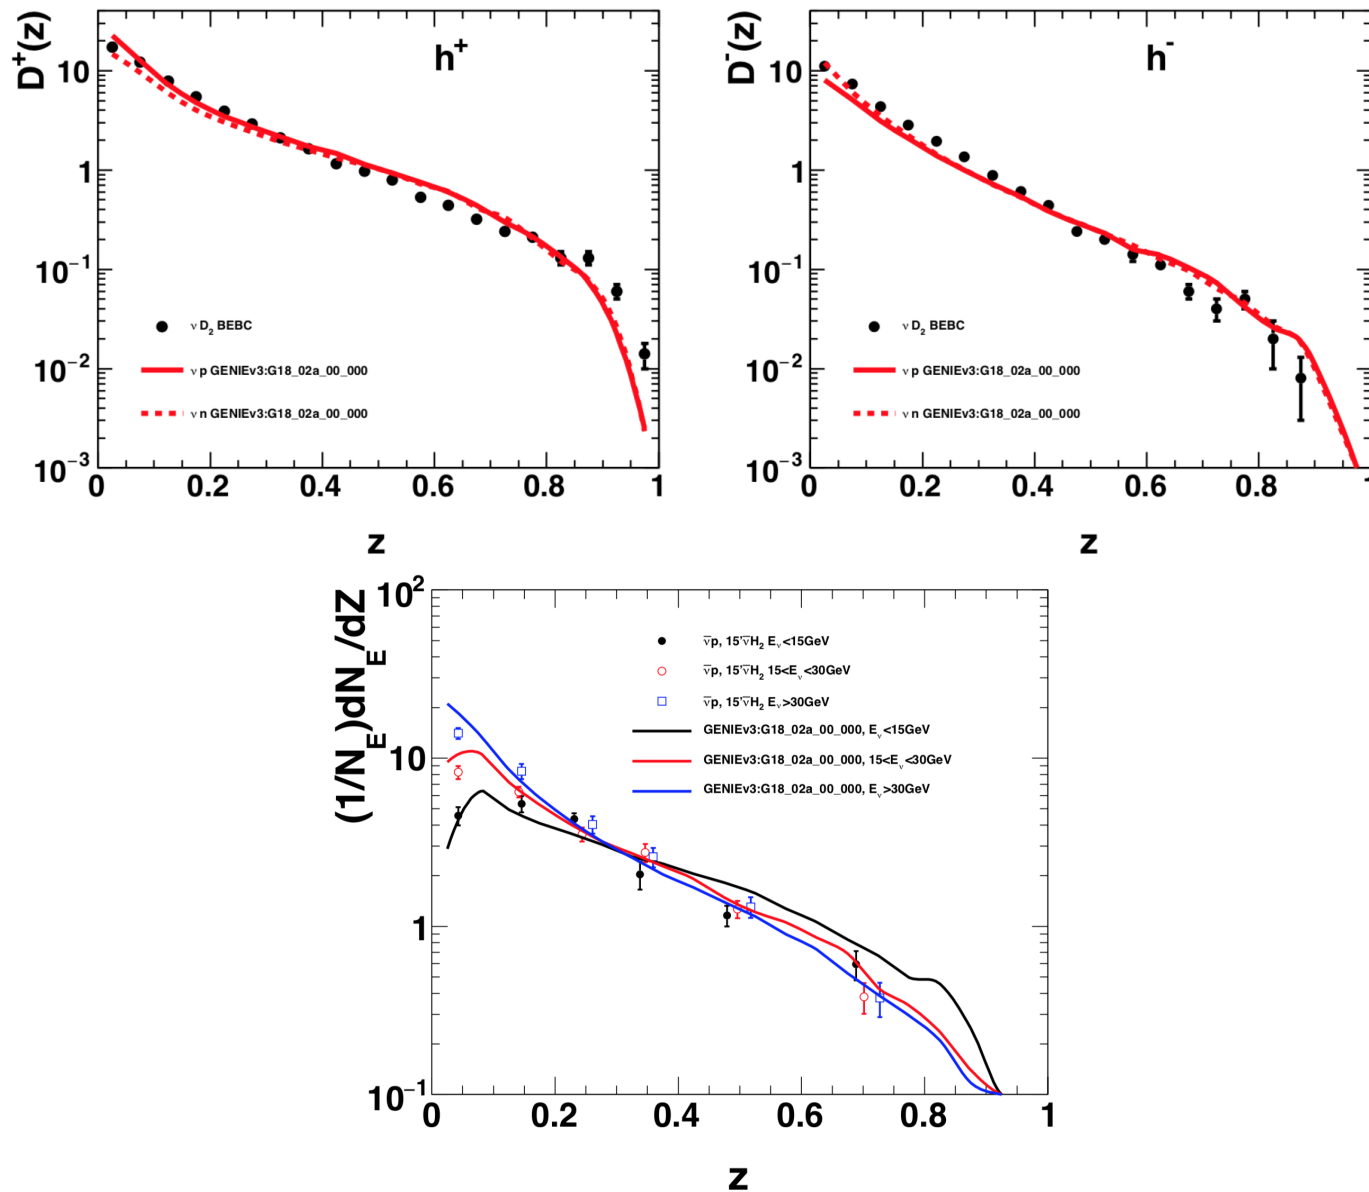 D⁺(z)
h⁺
10
1
10⁻¹
10⁻²
10⁻³
ν D₂ BEBC
ν p GENIEv3:G18_02a_00_000
ν n GENIEv3:G18_02a_00_000
0 0.2 0.4 0.6 0.8 1
z
D⁻(z)
h⁻
10
1
10⁻¹
10⁻²
10⁻³
ν D₂ BEBC
ν p GENIEv3:G18_02a_00_000
ν n GENIEv3:G18_02a_00_000
0 0.2 0.4 0.6 0.8
z
(1/N_E)dN_E/dZ
10²
10
1
10⁻¹
ν̅p, 15'ν̅H₂ E_ν<15GeV
ν̅p, 15'ν̅H₂ 15<E_ν<30GeV
ν̅p, 15'ν̅H₂ E_ν>30GeV
GENIEv3:G18_02a_00_000, E_ν<15GeV
GENIEv3:G18_02a_00_000, 15<E_ν<30GeV
GENIEv3:G18_02a_00_000, E_ν>30GeV
0 0.2 0.4 0.6 0.8 1
z